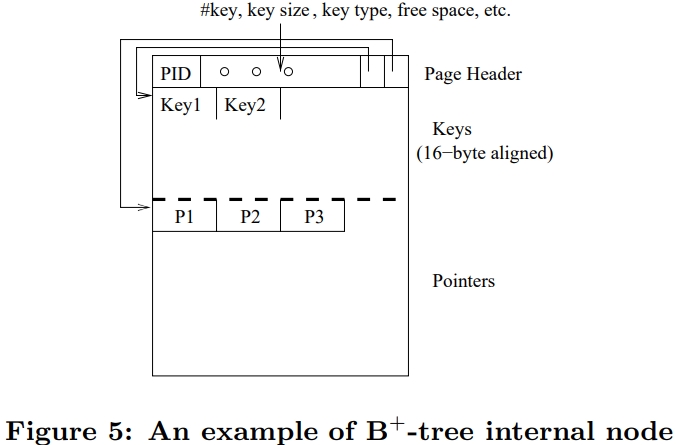 #key, key size, key type, free space, etc.
PID
Page Header
Key1 Key2
Keys
(16−byte aligned)
P1 P2 P3
Pointers
Figure 5: An example of B+-tree internal node